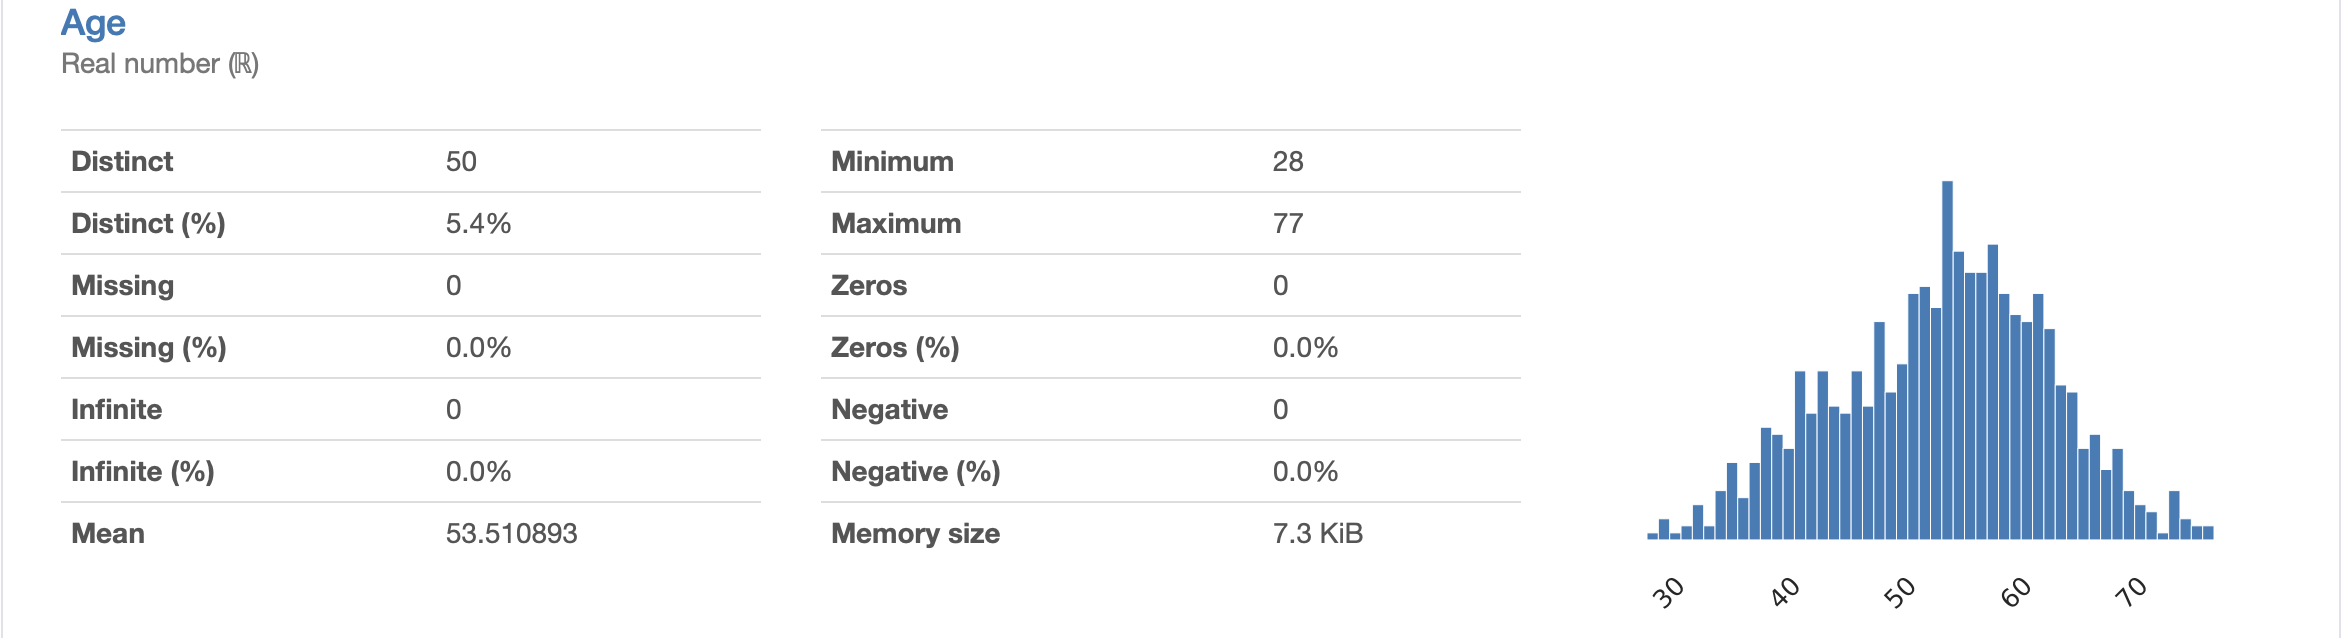 Age
Real number (ℝ)
Distinct 50
Distinct (%) 5.4%
Missing 0
Missing (%) 0.0%
Infinite 0
Infinite (%) 0.0%
Mean 53.510893
Minimum 28
Maximum 77
Zeros 0
Zeros (%) 0.0%
Negative 0
Negative (%) 0.0%
Memory size 7.3 KiB
30 40 50 60 70